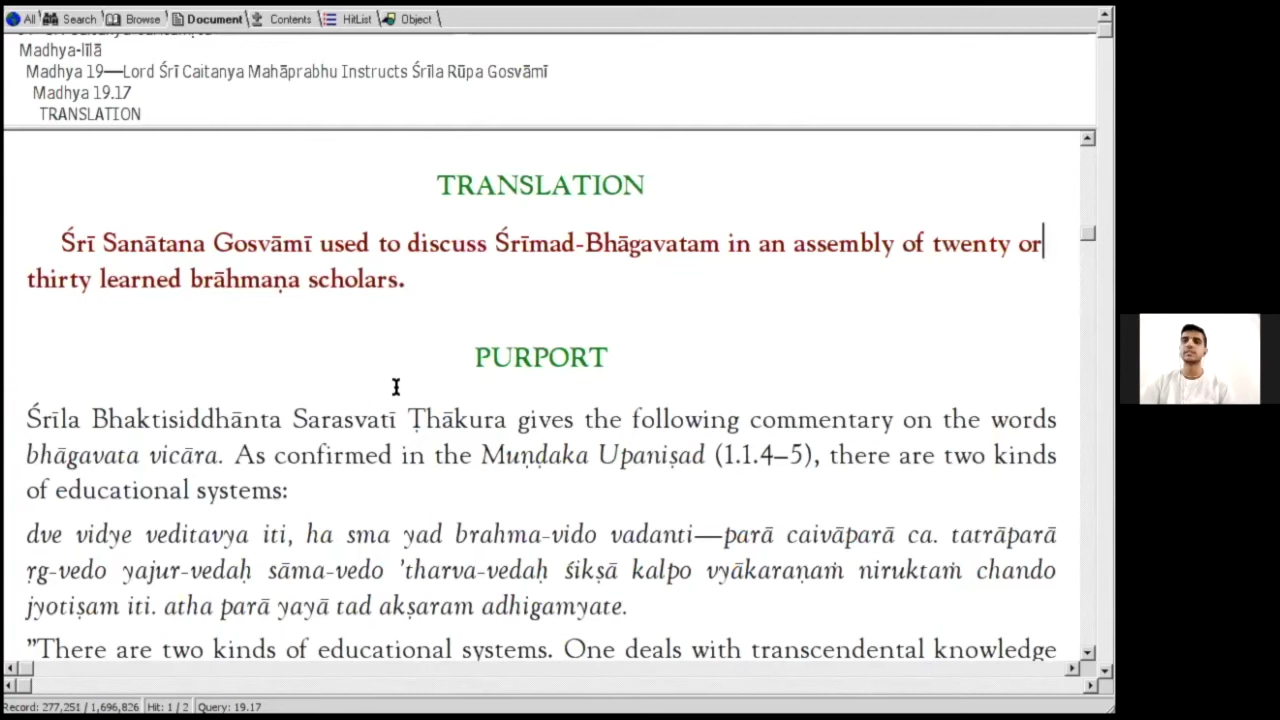 All Search Browse Document Contents HitList Object
Madhya-līlā
Madhya 19—Lord Śrī Caitanya Mahāprabhu Instructs Śrīla Rūpa Gosvāmī
Madhya 19.17
TRANSLATION
TRANSLATION
Śrī Sanātana Gosvāmī used to discuss Śrīmad-Bhāgavatam in an assembly of twenty or
thirty learned brāhmaṇa scholars.
PURPORT
Śrīla Bhaktisiddhānta Sarasvatī Ṭhākura gives the following commentary on the words
bhāgavata vicāra. As confirmed in the Muṇḍaka Upaniṣad (1.1.4–5), there are two kinds
of educational systems:
dve vidye veditavya iti, ha sma yad brahma-vido vadanti—parā caivāparā ca. tatrāparā
ṛg-vedo yajur-vedaḥ sāma-vedo 'tharva-vedaḥ śikṣā kalpo vyākaraṇaṁ niruktaṁ chando
jyotiṣam iti. atha parā yayā tad akṣaram adhigamyate.
"There are two kinds of educational systems. One deals with transcendental knowledge
Record: 277,251 / 1,696,826 Hit: 1 / 2 Query: 19.17